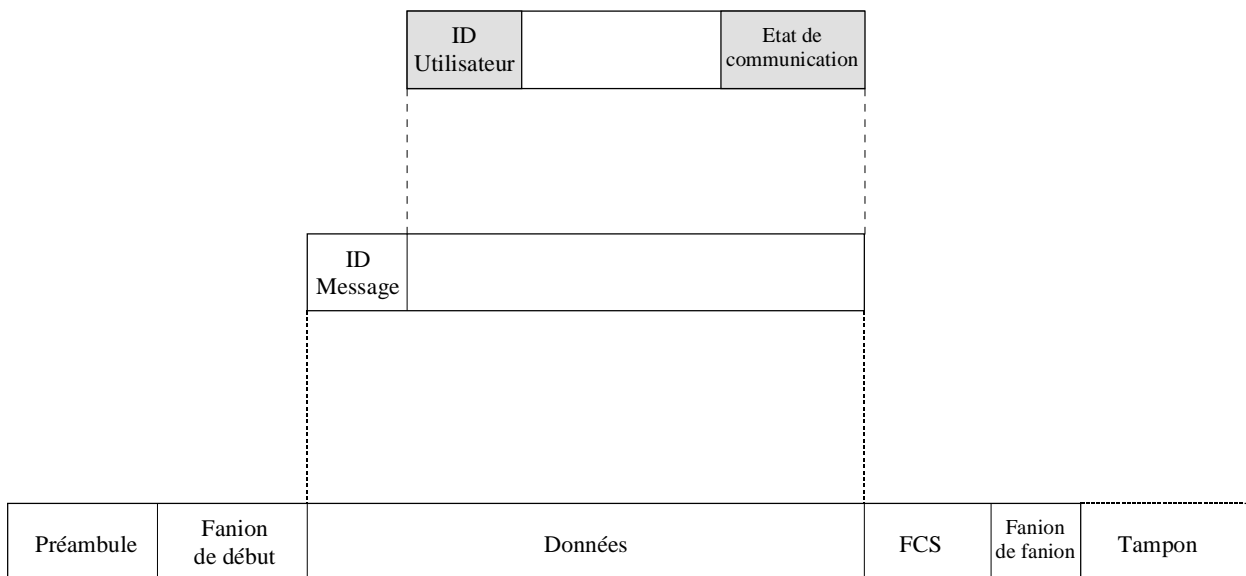 ID
Utilisateur
Etat de
communication
ID
Message
Préambule
Fanion
de début
Données
FCS
Fanion
de fanion
Tampon